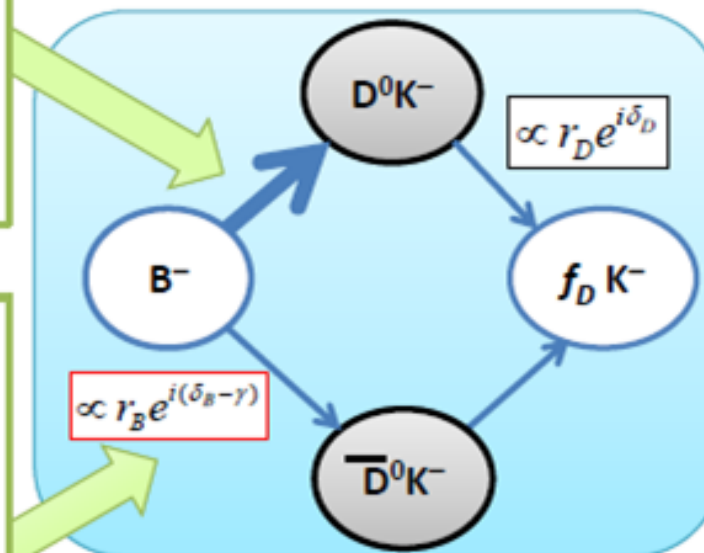 D⁰K⁻
∝ r_D e^{iδ_D}
B⁻
f_D K⁻
∝ r_B e^{i(δ_B−γ)}
D̅⁰K⁻